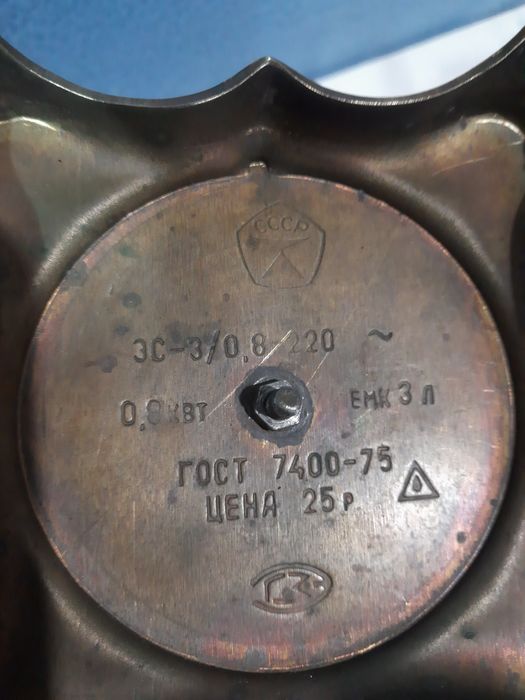 СССР
ЭС-3/0,8 220 ~
0,8 КВТ ЕМК 3 Л
ГОСТ 7400-75
ЦЕНА 25 Р